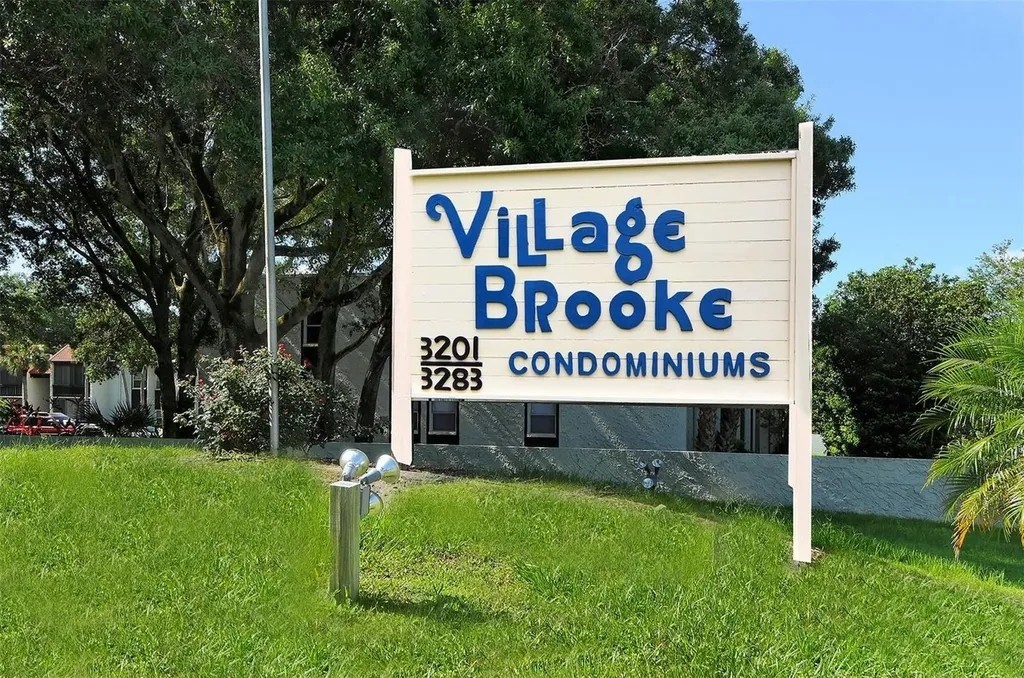 Village
Brooke
3201
3283
CONDOMINIUMS